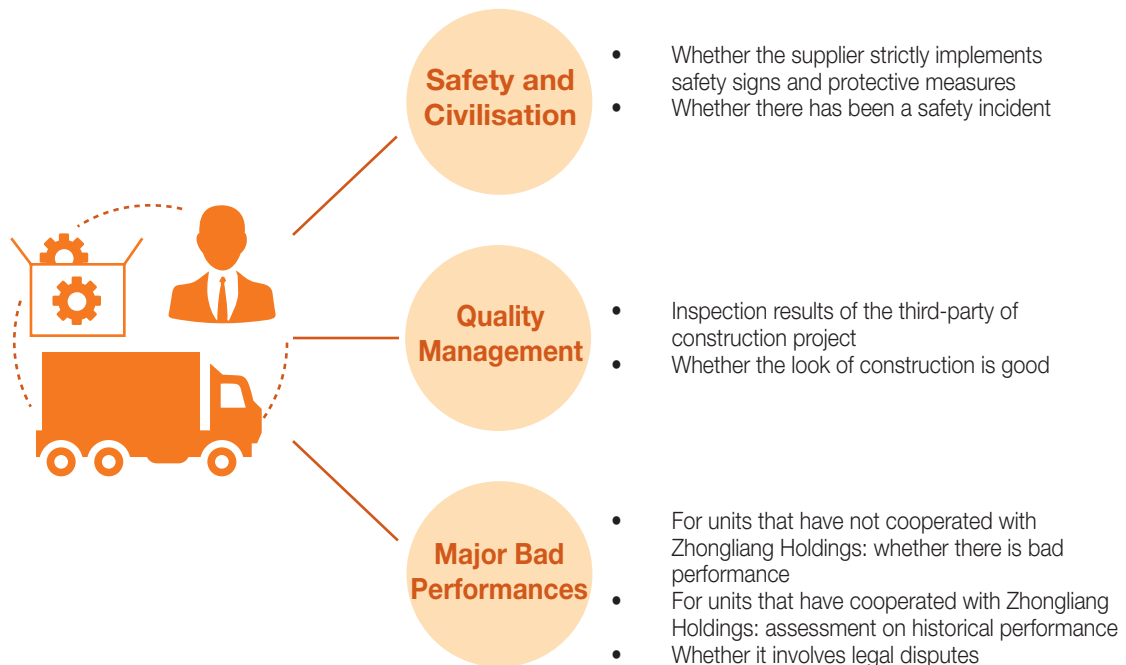 Safety and
Civilisation
• Whether the supplier strictly implements
safety signs and protective measures
• Whether there has been a safety incident
Quality
Management
• Inspection results of the third-party of
construction project
• Whether the look of construction is good
Major Bad
Performances
• For units that have not cooperated with
Zhongliang Holdings: whether there is bad
performance
• For units that have cooperated with Zhongliang
Holdings: assessment on historical performance
• Whether it involves legal disputes